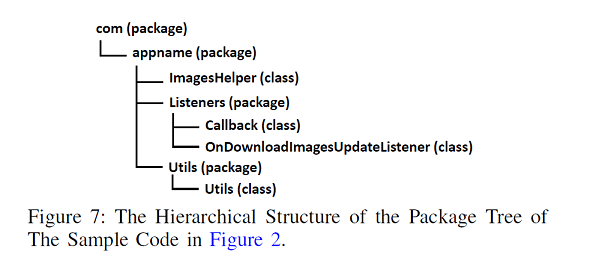 com (package)
appname (package)
ImagesHelper (class)
Listeners (package)
Callback (class)
OnDownloadImagesUpdateListener (class)
Utils (package)
Utils (class)
Figure 7: The Hierarchical Structure of the Package Tree of
The Sample Code in Figure 2.